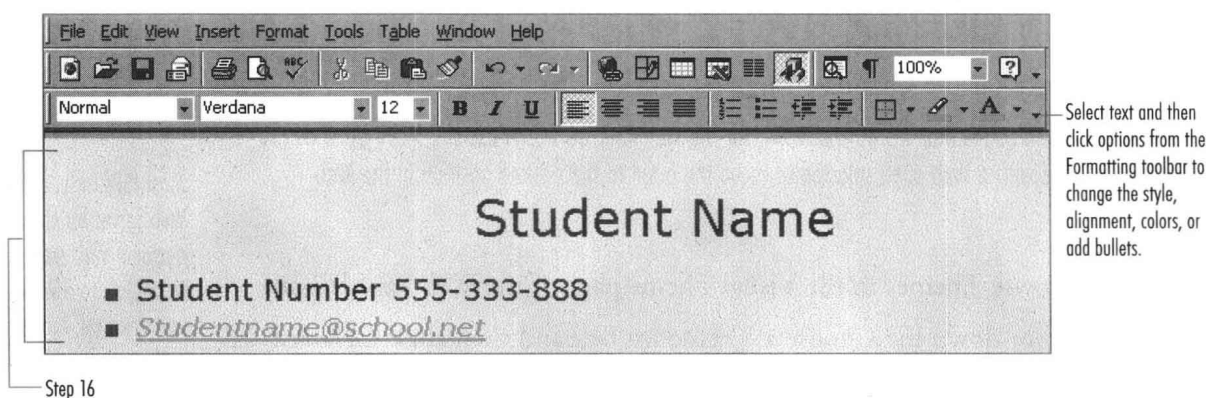 File Edit View Insert Format Tools Table Window Help
ABC 100% ?
Normal Verdana 12 B I U A
Select text and then
click options from the
Formatting toolbar to
change the style,
alignment, colors, or
add bullets.
Student Name
Student Number 555-333-888
Studentname@school.net
Step 16